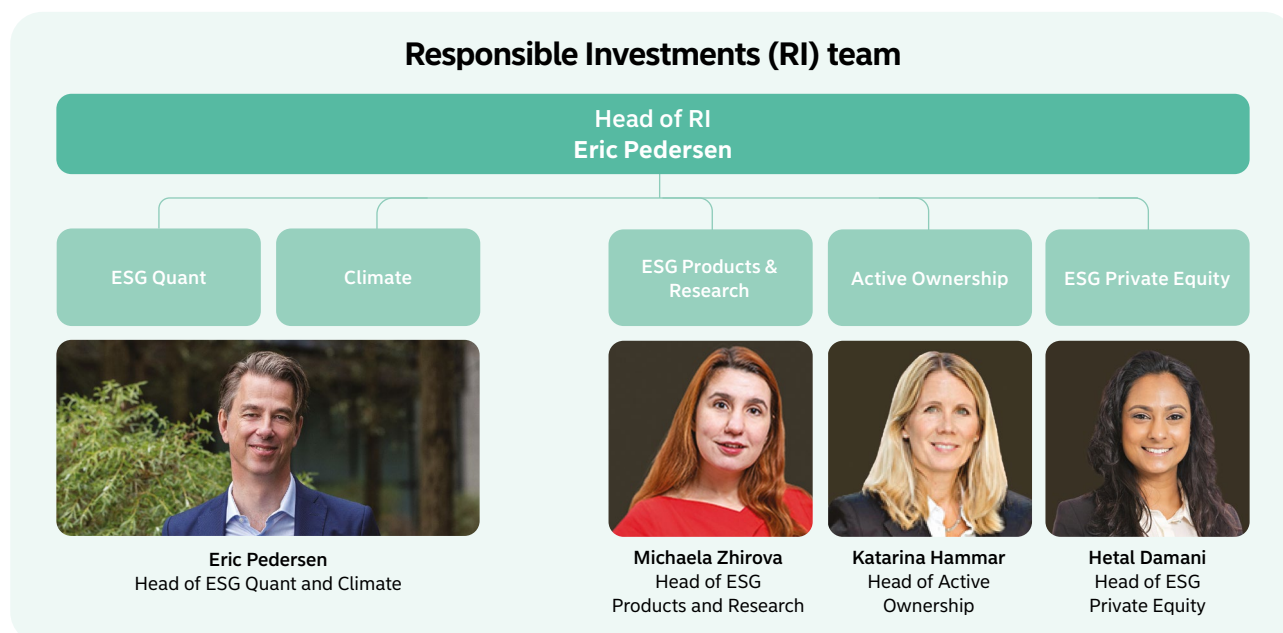 Responsible Investments (RI) team
Head of RI
Eric Pedersen
ESG Quant
Climate
ESG Products &
Research
Active Ownership
ESG Private Equity
Eric Pedersen
Head of ESG Quant and Climate
Michaela Zhirova
Head of ESG
Products and Research
Katarina Hammar
Head of Active
Ownership
Hetal Damani
Head of ESG
Private Equity